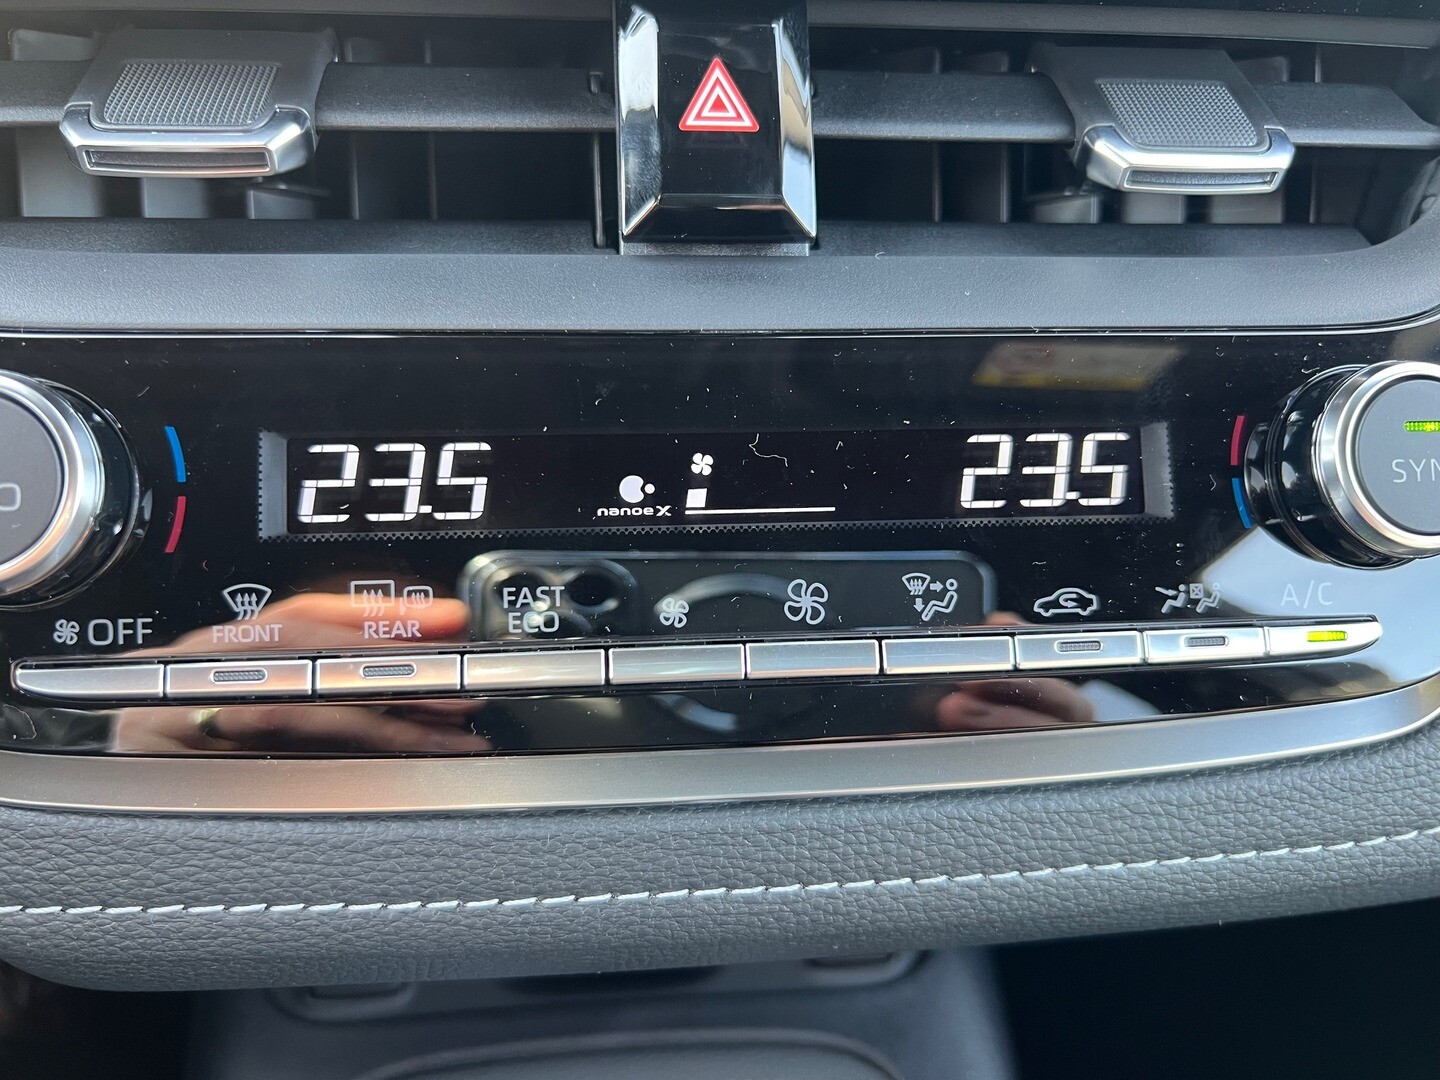 23.5
nanoe X
23.5
SYN
OFF
FRONT
REAR
FAST
ECO
A/C